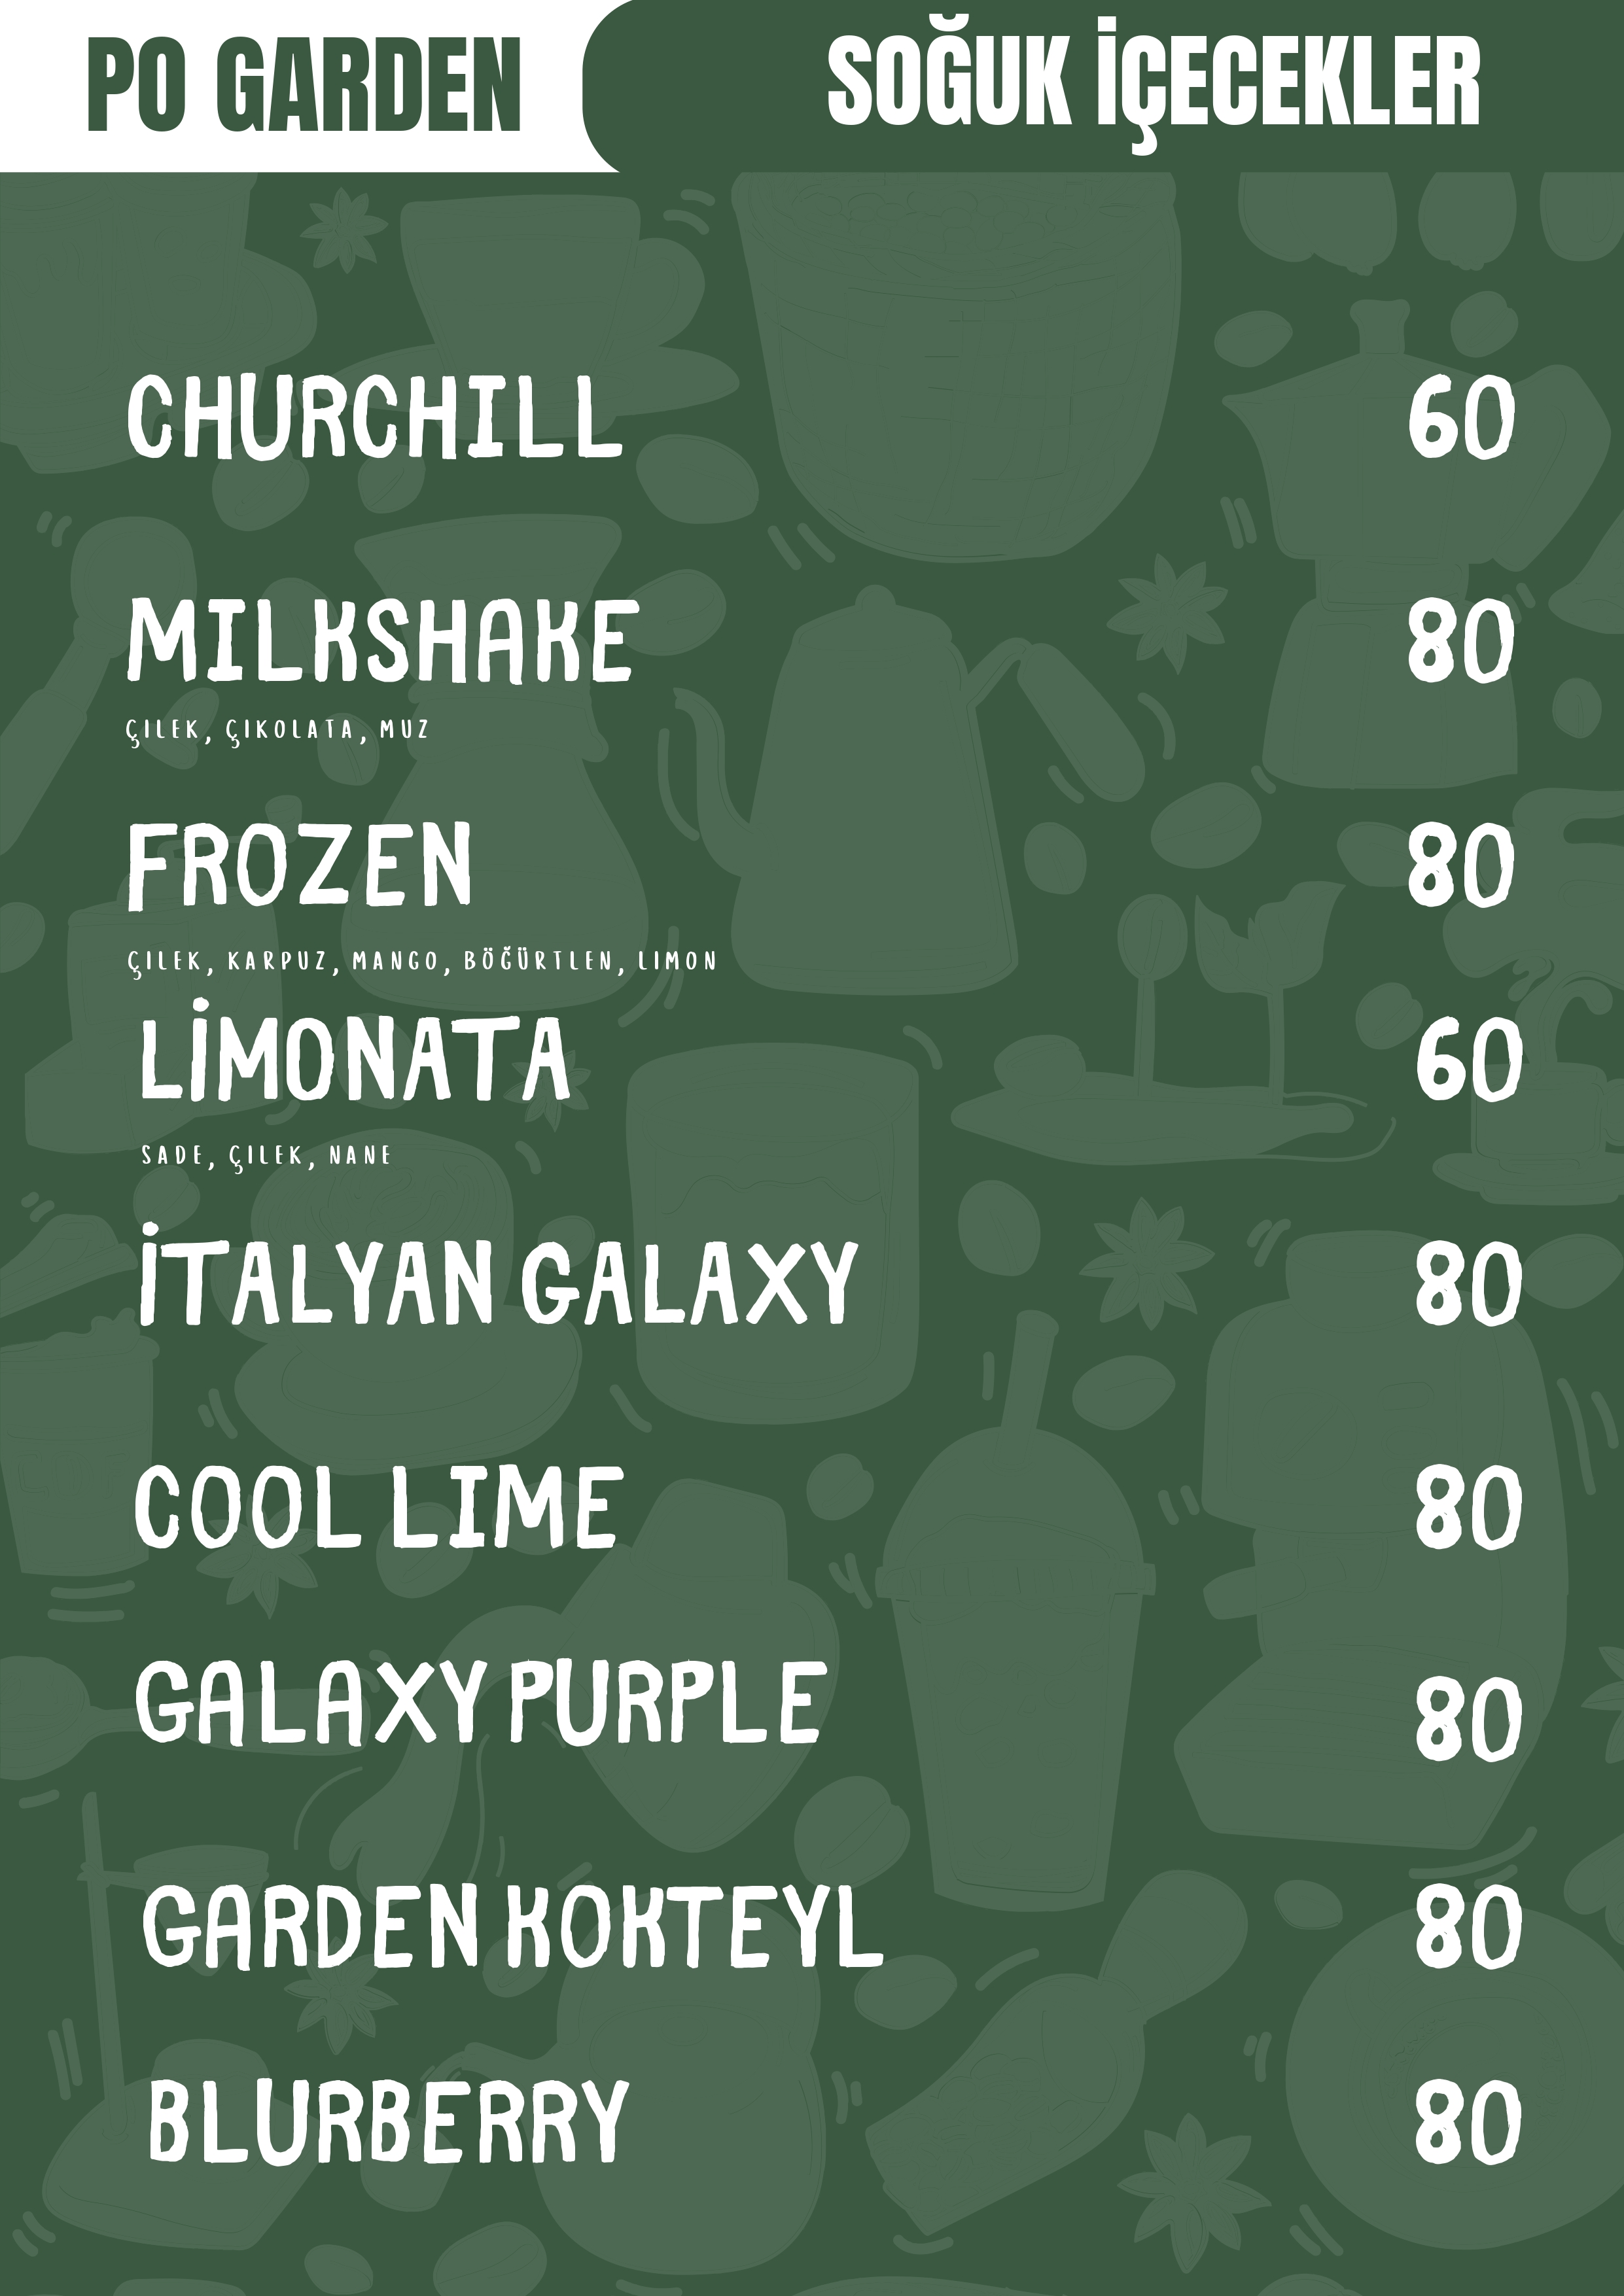 PO GARDEN
SOĞUK İÇECEKLER
CHURCHILL 60
MILKSHAKE 80
ÇILEK, ÇIKOLATA, MUZ
FROZEN 80
ÇILEK, KARPUZ, MANGO, BÖĞÜRTLEN, LIMON
LİMONATA 60
SADE, ÇILEK, NANE
İTALYAN GALAXY 80
COOL LIME 80
GALAXY PURPLE 80
GARDEN KOKTEYL 80
BLURBERRY 80